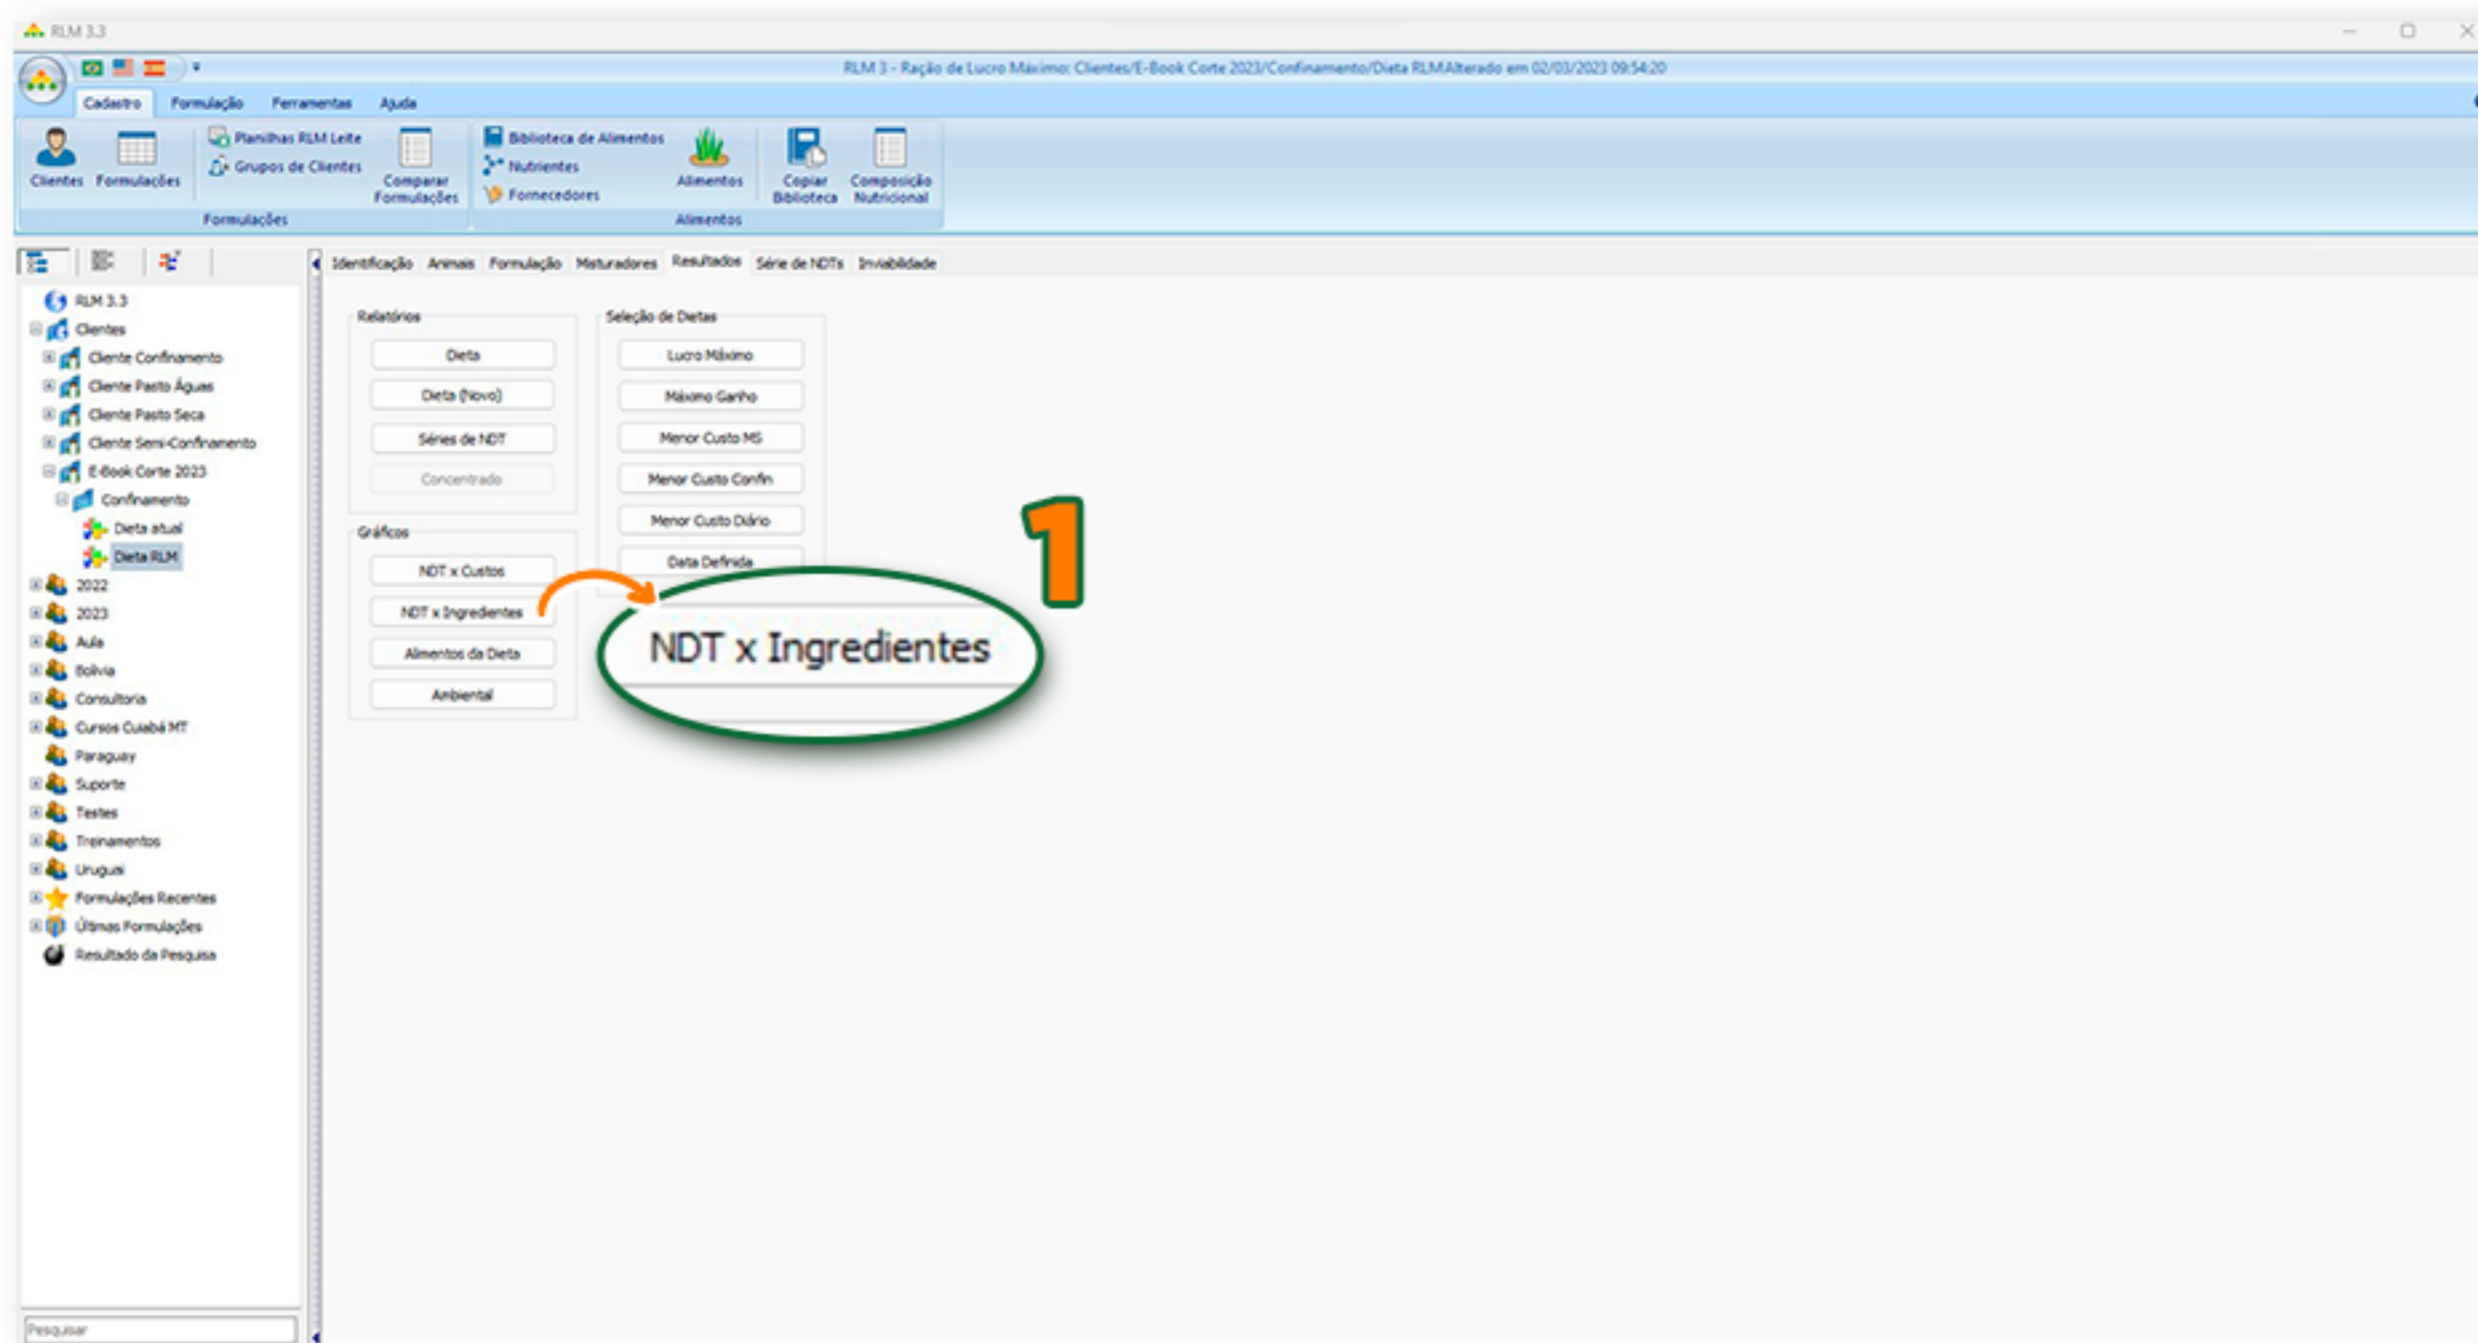 RLM 3.3
RLM 3 - Ração de Lucro Máximo: Clientes/E-Book Corte 2023/Confinamento/Dieta RLMAlterado em 02/03/2023 09:54:20
Cadastro Formulação Ferramentas Ajuda
Clientes
Formulações
Planilhas RLM Leite
Grupos de Clientes
Comparar
Formulações
Formulações
Biblioteca de Alimentos
Nutrientes
Fornecedores
Alimentos
Copiar
Biblioteca
Composição
Nutricional
Alimentos
Identificação Animais Formulação Misturadores Resultados Série de NDTs Inviabilidade
RLM 3.3
Clientes
Cliente Confinamento
Cliente Pasto Águas
Cliente Pasto Seca
Cliente Semi-Confinamento
E-Book Corte 2023
Confinamento
Dieta atual
Dieta RLM
2022
2023
Aula
Bolivia
Consultoria
Cursos Cuiabá MT
Paraguay
Suporte
Testes
Treinamentos
Uruguai
Formulações Recentes
Últimas Formulações
Resultado da Pesquisa
Pesquisar
Relatórios
Dieta
Dieta (Novo)
Séries de NDT
Concentrado
Gráficos
NDT x Custos
NDT x Ingredientes
Alimentos da Dieta
Ambiental
Seleção de Dietas
Lucro Máximo
Máximo Ganho
Menor Custo MS
Menor Custo Confin
Menor Custo Diário
Data Definida
NDT x Ingredientes
1